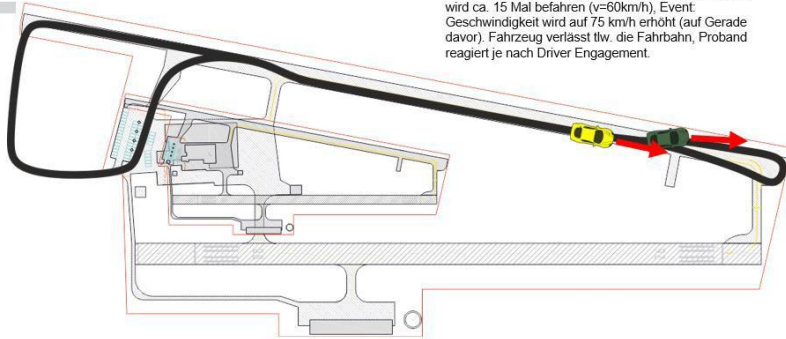 wird ca. 15 Mal befahren (v=60km/h), Event:
Geschwindigkeit wird auf 75 km/h erhöht (auf Gerade
davor). Fahrzeug verlässt tlw. die Fahrbahn, Proband
reagiert je nach Driver Engagement.